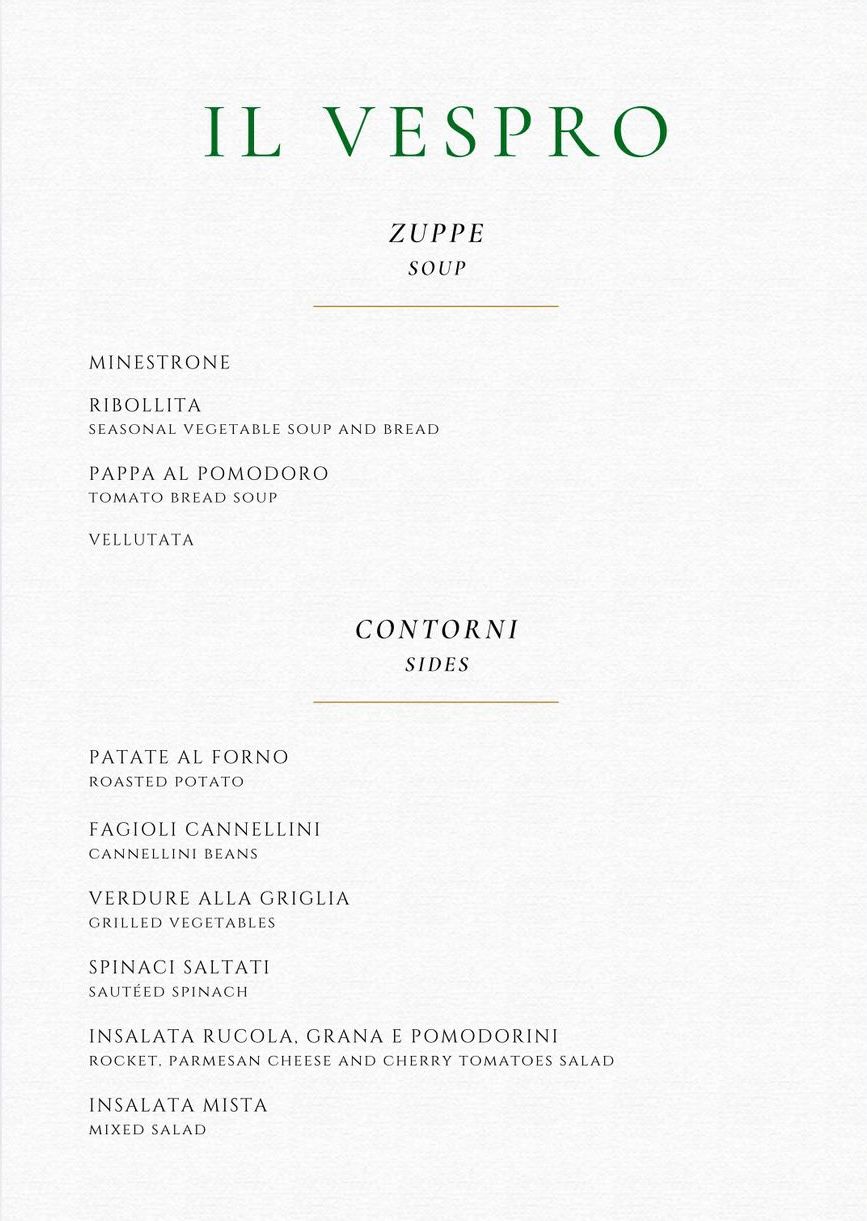 IL VESPRO
ZUPPE
SOUP
MINESTRONE
RIBOLLITA
SEASONAL VEGETABLE SOUP AND BREAD
PAPPA AL POMODORO
TOMATO BREAD SOUP
VELLUTATA
CONTORNI
SIDES
PATATE AL FORNO
ROASTED POTATO
FAGIOLI CANNELLINI
CANNELLINI BEANS
VERDURE ALLA GRIGLIA
GRILLED VEGETABLES
SPINACI SALTATI
SAUTÉED SPINACH
INSALATA RUCOLA, GRANA E POMODORINI
ROCKET, PARMESAN CHEESE AND CHERRY TOMATOES SALAD
INSALATA MISTA
MIXED SALAD